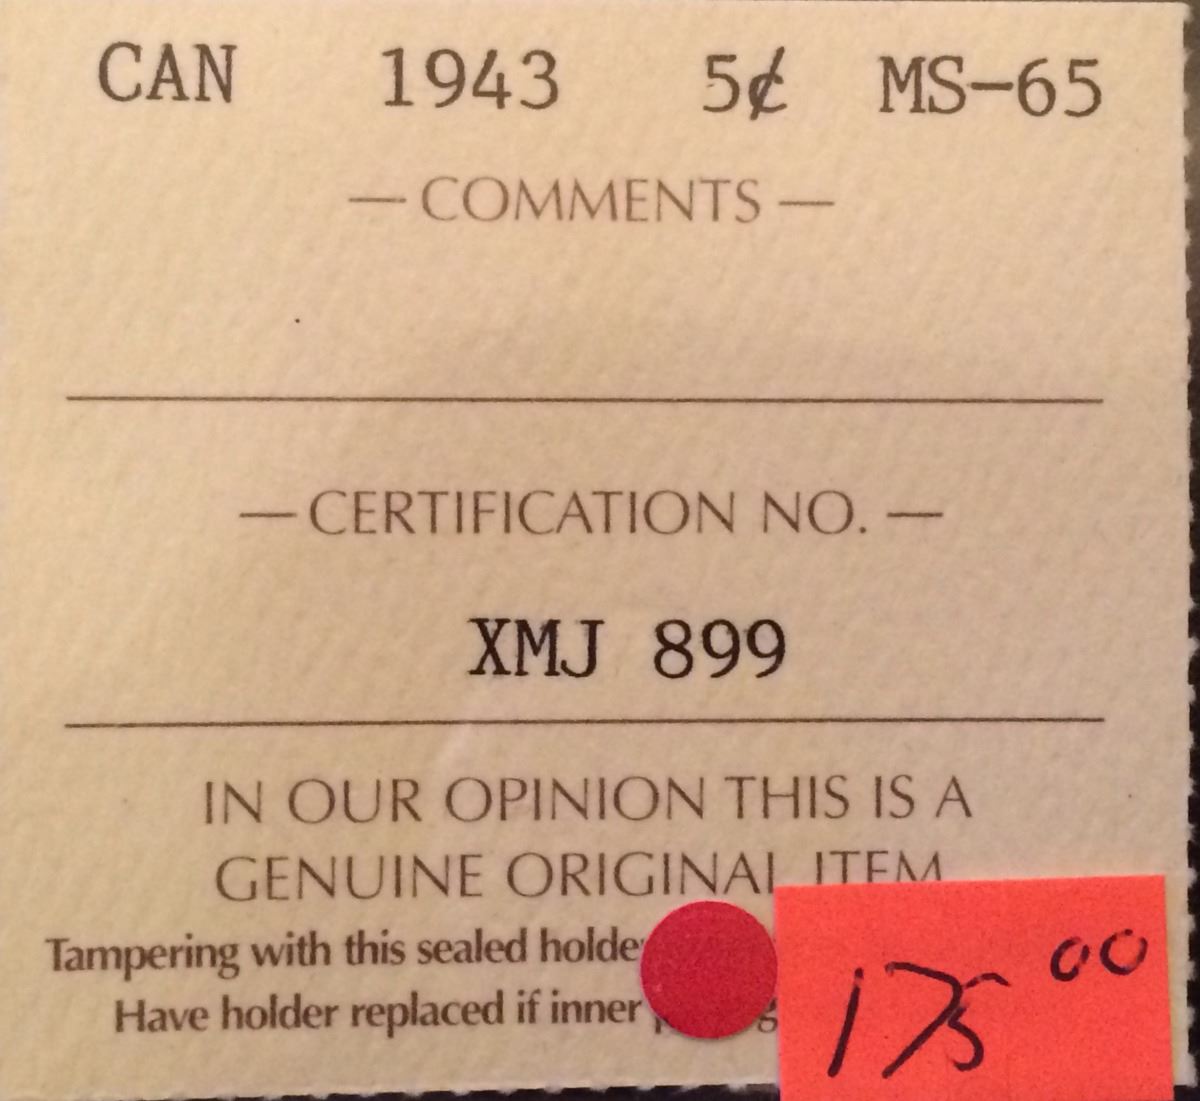 CAN 1943 5¢ MS-65
— COMMENTS —
— CERTIFICATION NO. —
XMJ 899
IN OUR OPINION THIS IS A
GENUINE ORIGINAL ITEM
Tampering with this sealed holder
Have holder replaced if inner
175 00